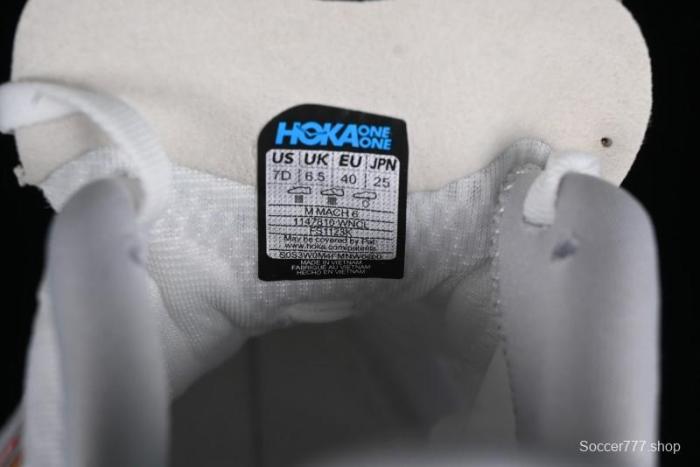 HOKA ONE ONE
US UK EU JPN
7D 6.5 40 25
M MACH 6
1147810 WNCL
ES1123K
May be covered by Pat.
www.hoka.com/patents
MADE IN VIETNAM
FABRIQUE AU VIETNAM
HECHO EN VIETNAM
Soccer777.shop